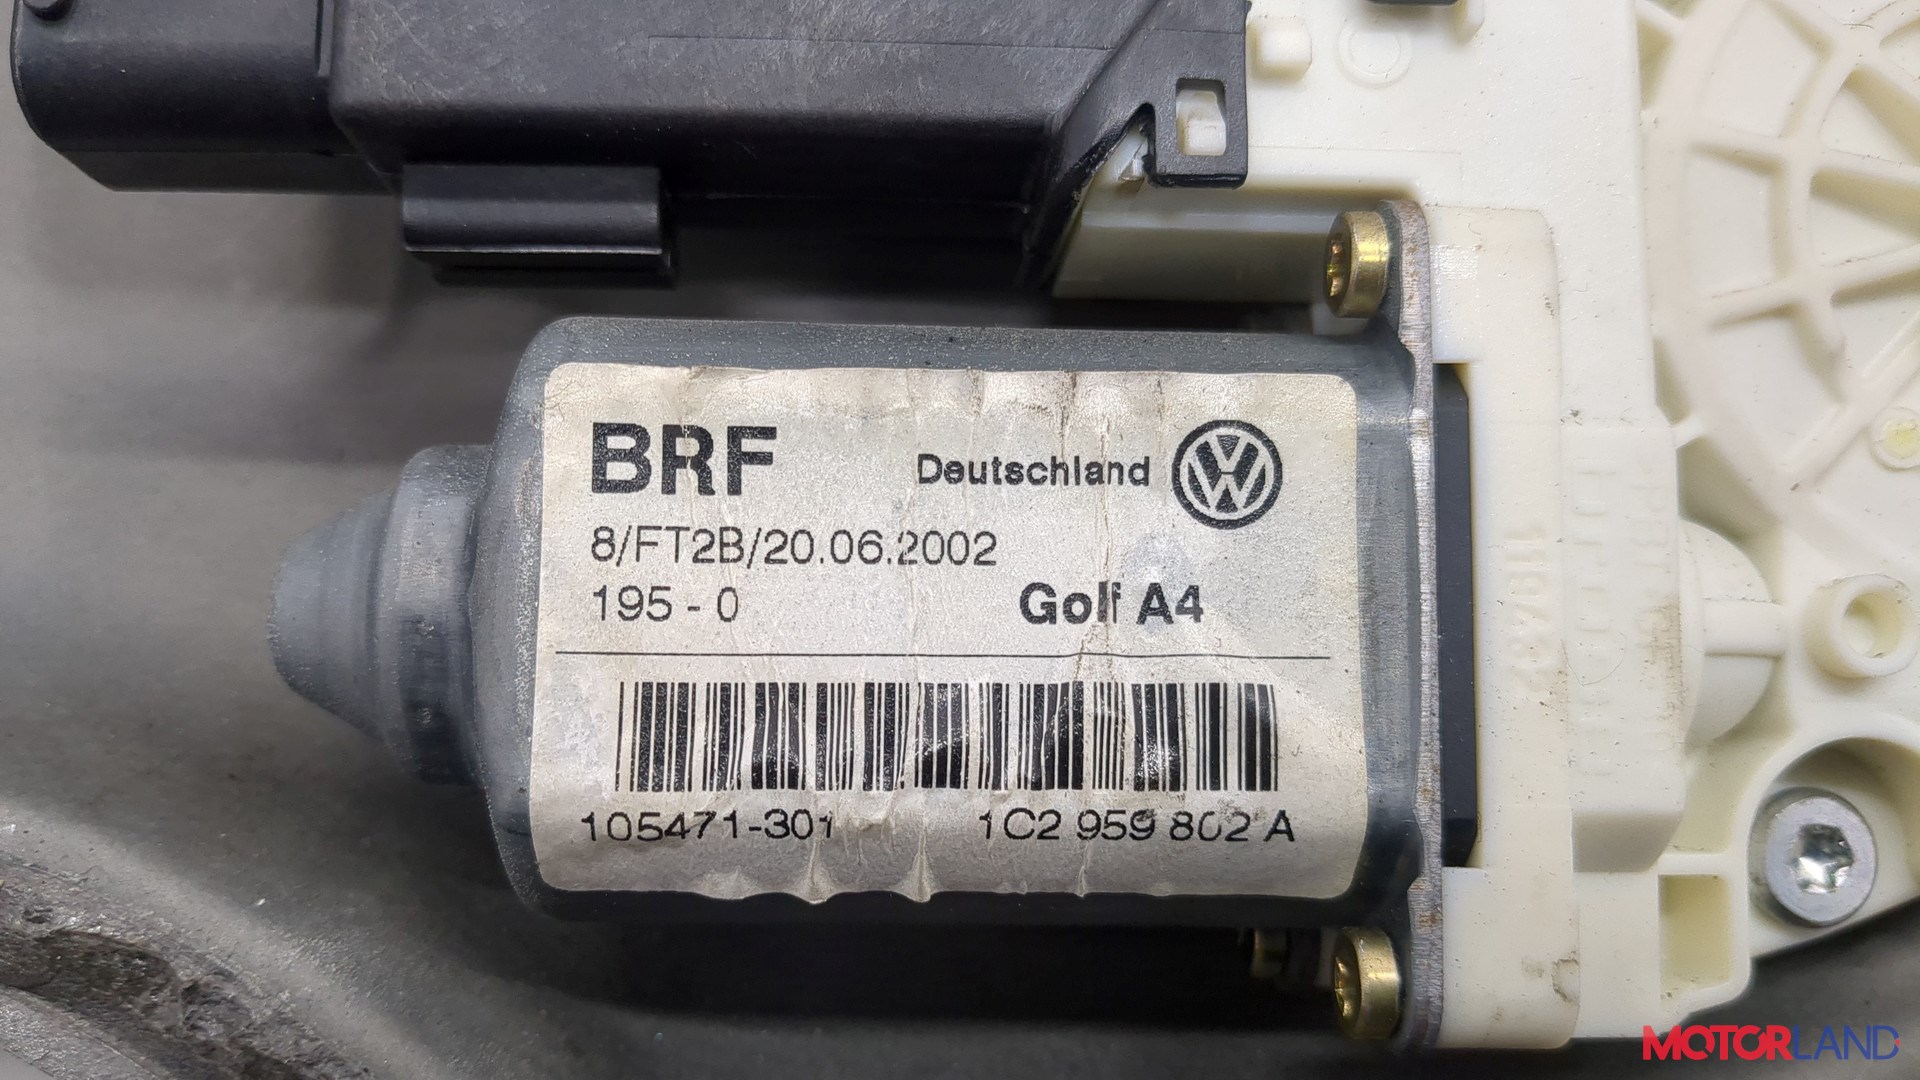 BRF
Deutschland
8/FT2B/20.06.2002
195 - 0
Golf A4
105471-301
1C2 959 802 A
MOTORLAND